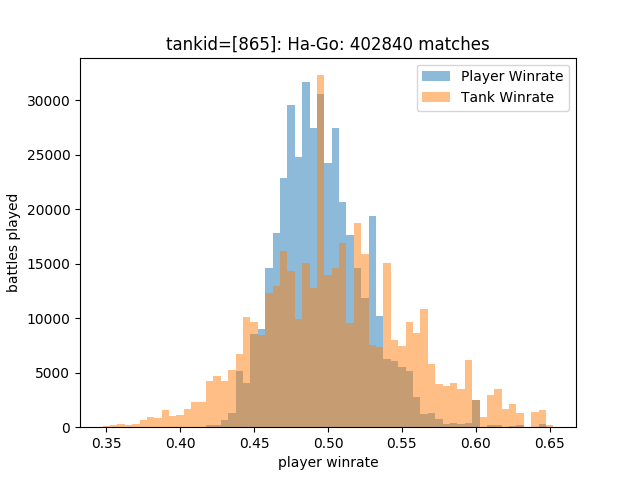 tankid=[865]: Ha-Go: 402840 matches
Player Winrate
Tank Winrate
battles played
30000
25000
20000
15000
10000
5000
0
0.35 0.40 0.45 0.50 0.55 0.60 0.65
player winrate